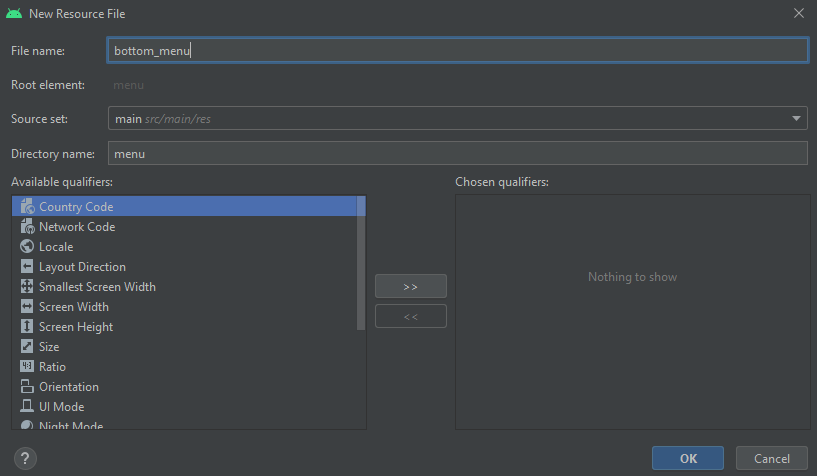 New Resource File
File name: bottom_menu
Root element: menu
Source set: main src/main/res
Directory name: menu
Available qualifiers:
Country Code
Network Code
Locale
Layout Direction
Smallest Screen Width
Screen Width
Screen Height
Size
4:3 Ratio
Orientation
UI Mode
Night Mode
>>
<<
Chosen qualifiers:
Nothing to show
?
OK
Cancel